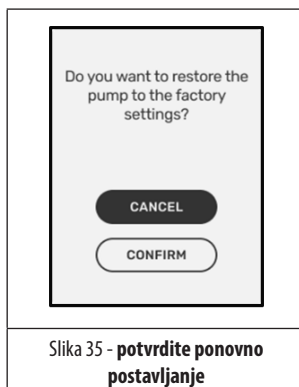 Do you want to restore the
pump to the factory
settings?
CANCEL
CONFIRM
Slika 35 - potvrdite ponovno
postavljanje